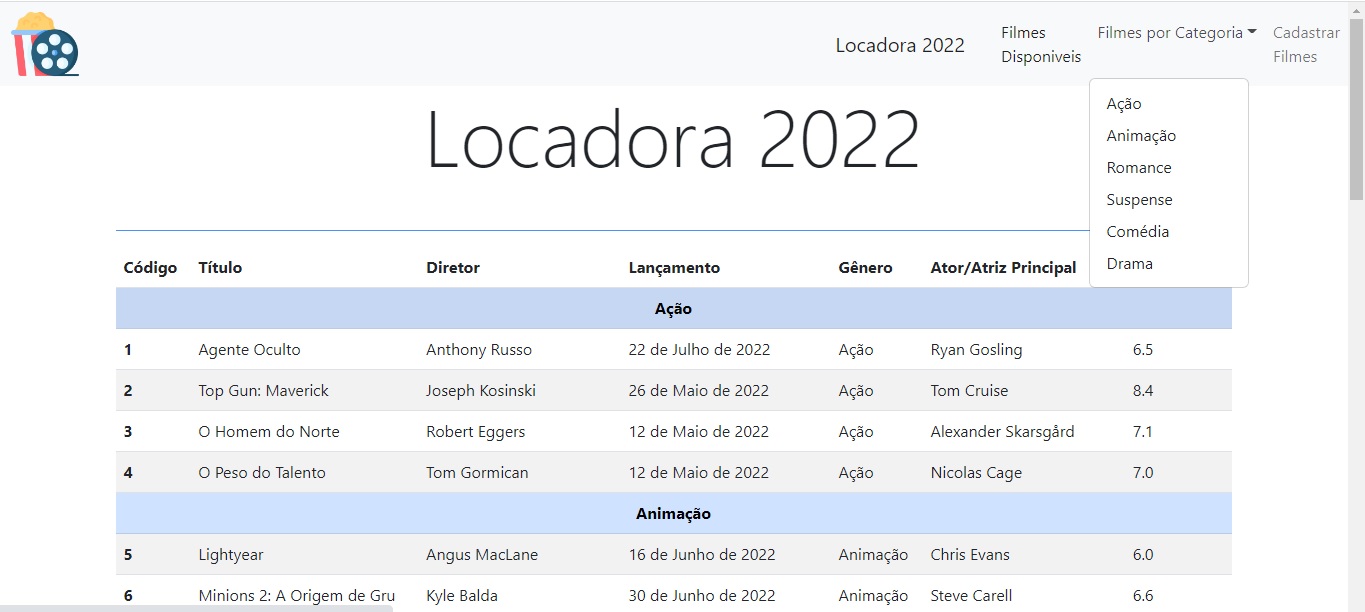 Locadora 2022
Filmes
Disponiveis
Filmes por Categoria
Cadastrar
Filmes
Ação
Animação
Romance
Suspense
Comédia
Drama
Locadora 2022
Código Título Diretor Lançamento Gênero Ator/Atriz Principal
Ação
1 Agente Oculto Anthony Russo 22 de Julho de 2022 Ação Ryan Gosling 6.5
2 Top Gun: Maverick Joseph Kosinski 26 de Maio de 2022 Ação Tom Cruise 8.4
3 O Homem do Norte Robert Eggers 12 de Maio de 2022 Ação Alexander Skarsgård 7.1
4 O Peso do Talento Tom Gormican 12 de Maio de 2022 Ação Nicolas Cage 7.0
Animação
5 Lightyear Angus MacLane 16 de Junho de 2022 Animação Chris Evans 6.0
6 Minions 2: A Origem de Gru Kyle Balda 30 de Junho de 2022 Animação Steve Carell 6.6